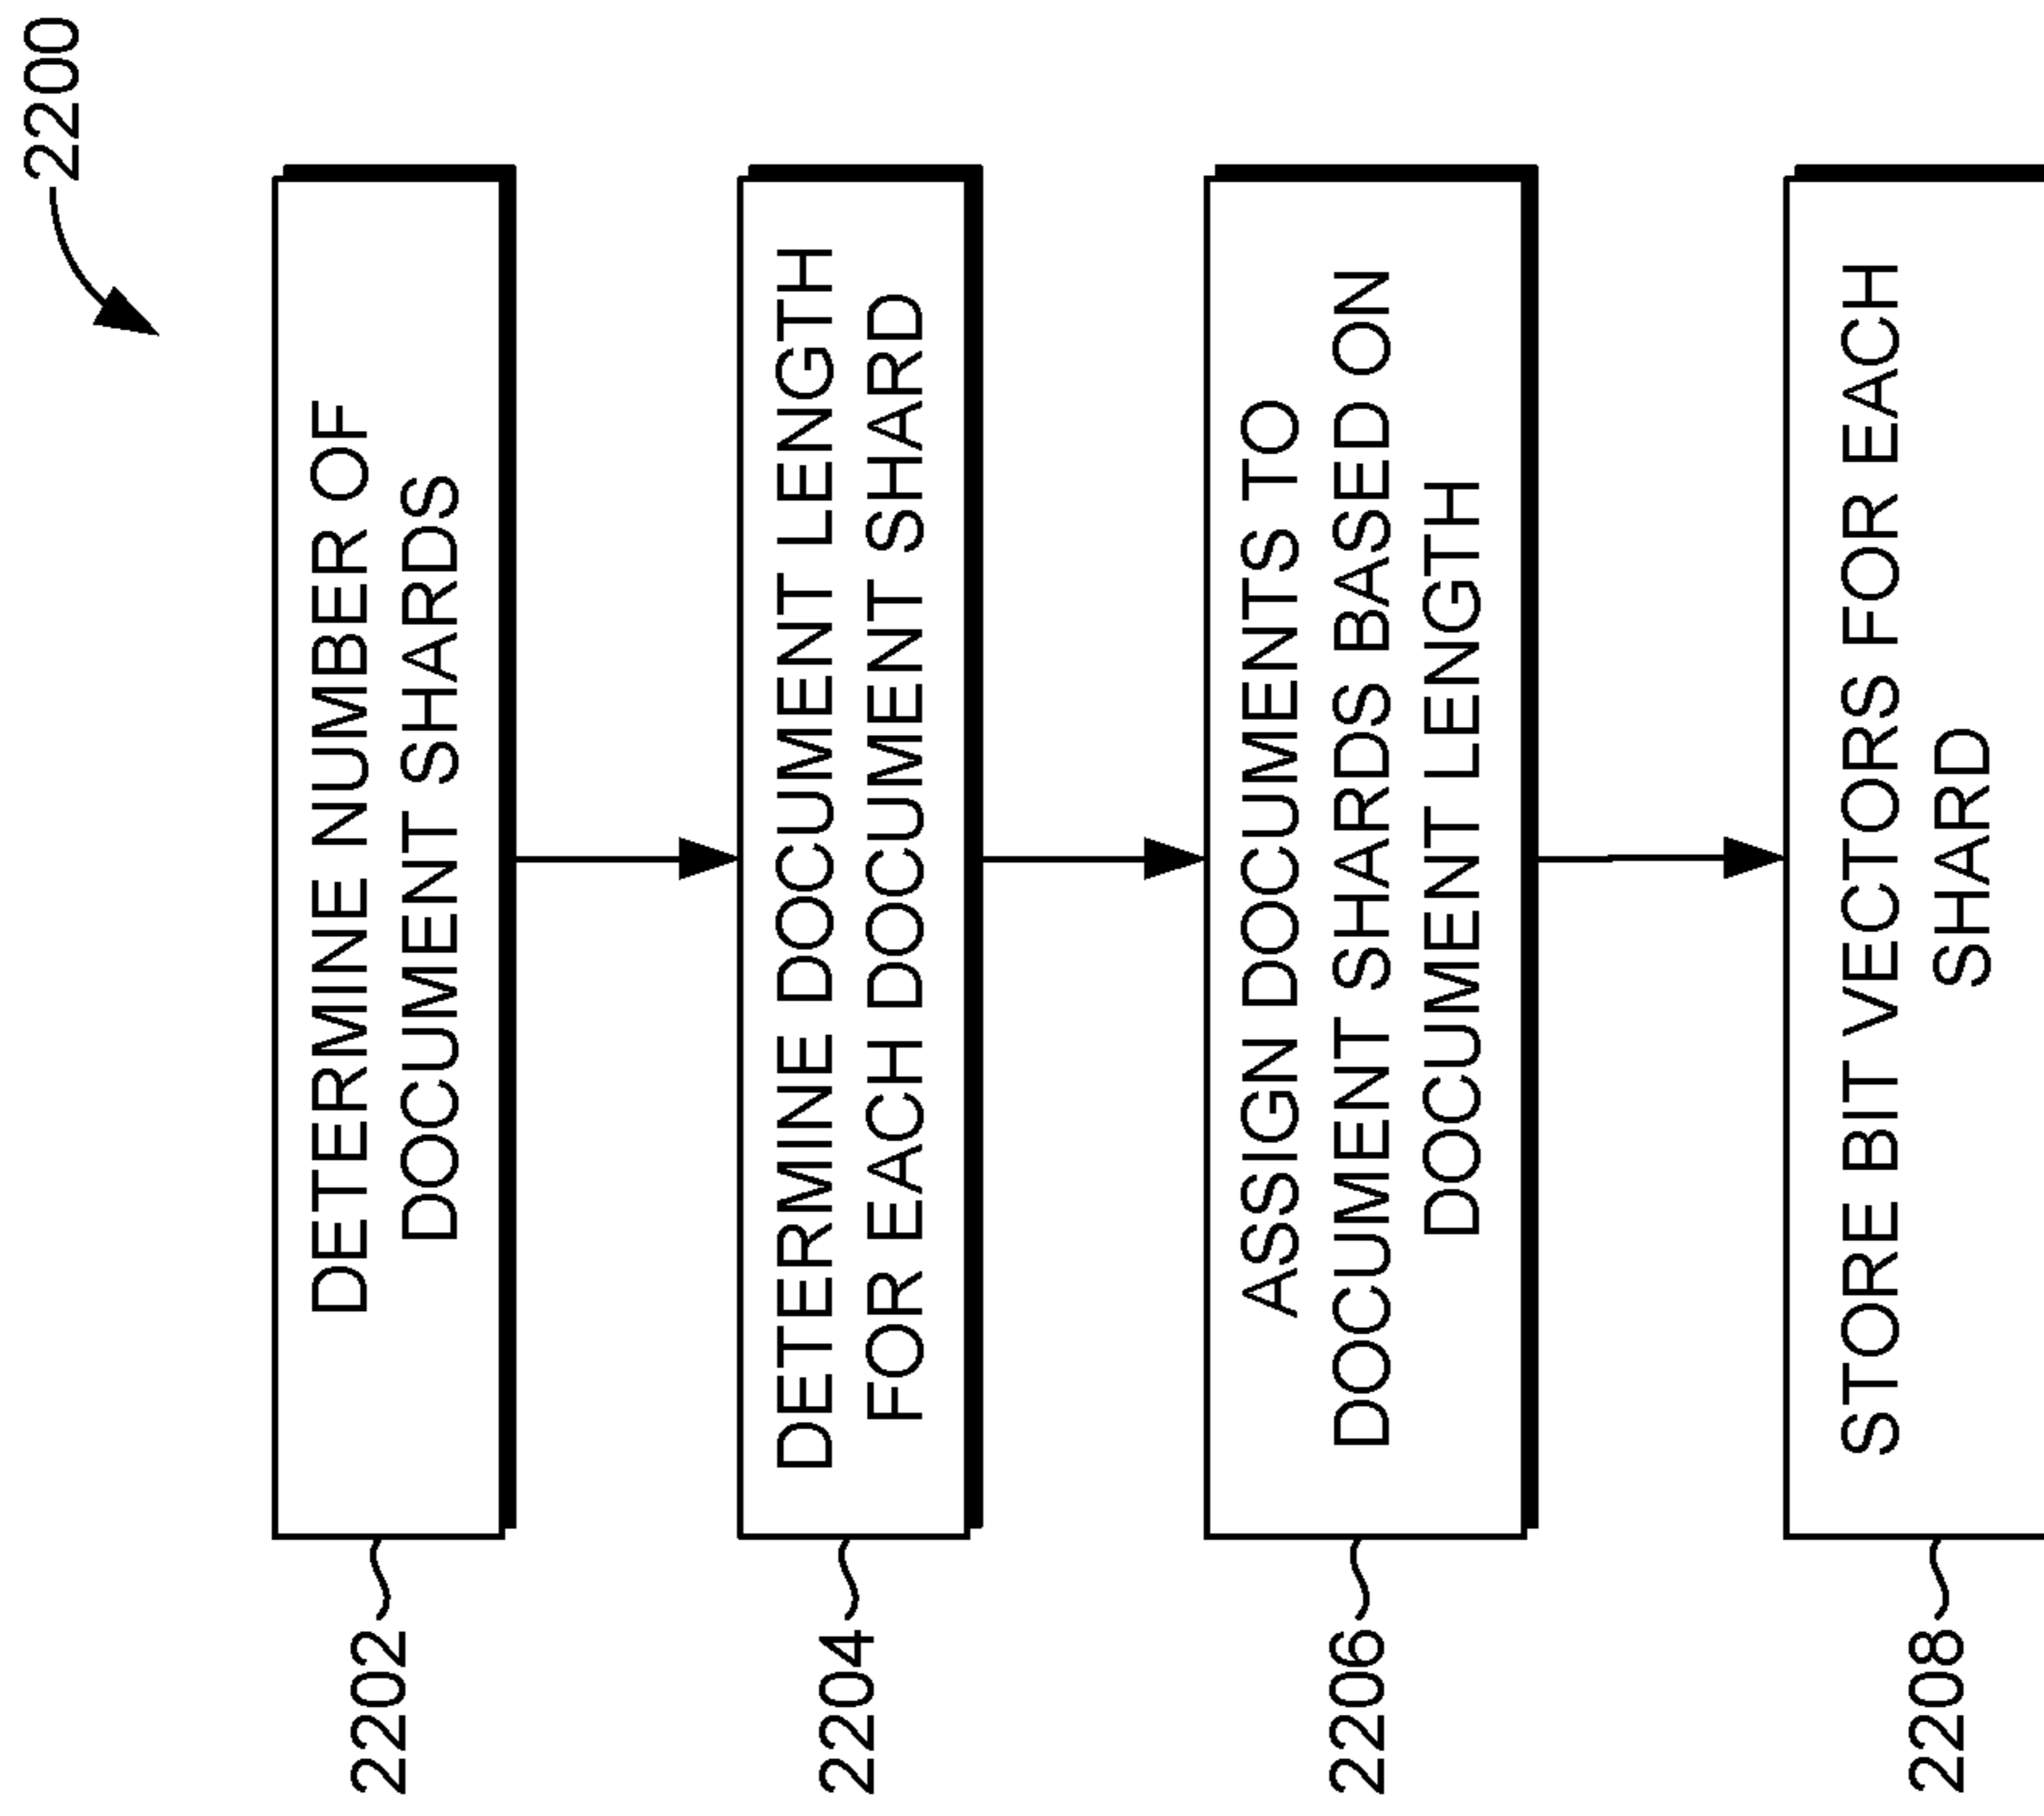 2200
DETERMINE NUMBER OF
DOCUMENT SHARDS
2202
DETERMINE DOCUMENT LENGTH
FOR EACH DOCUMENT SHARD
2204
ASSIGN DOCUMENTS TO
DOCUMENT SHARDS BASED ON
DOCUMENT LENGTH
2206
STORE BIT VECTORS FOR EACH
SHARD
2208